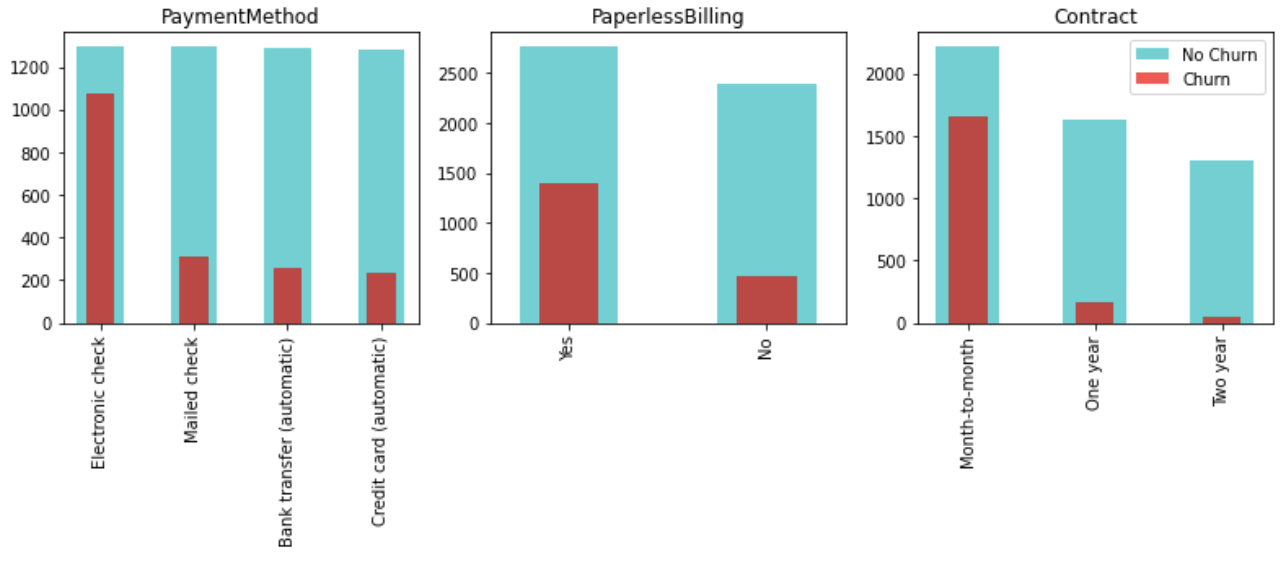 PaymentMethod
1200
1000
800
600
400
200
0
Electronic check
Mailed check
Bank transfer (automatic)
Credit card (automatic)
PaperlessBilling
2500
2000
1500
1000
500
0
Yes
No
Contract
No Churn
Churn
2000
1500
1000
500
0
Month-to-month
One year
Two year